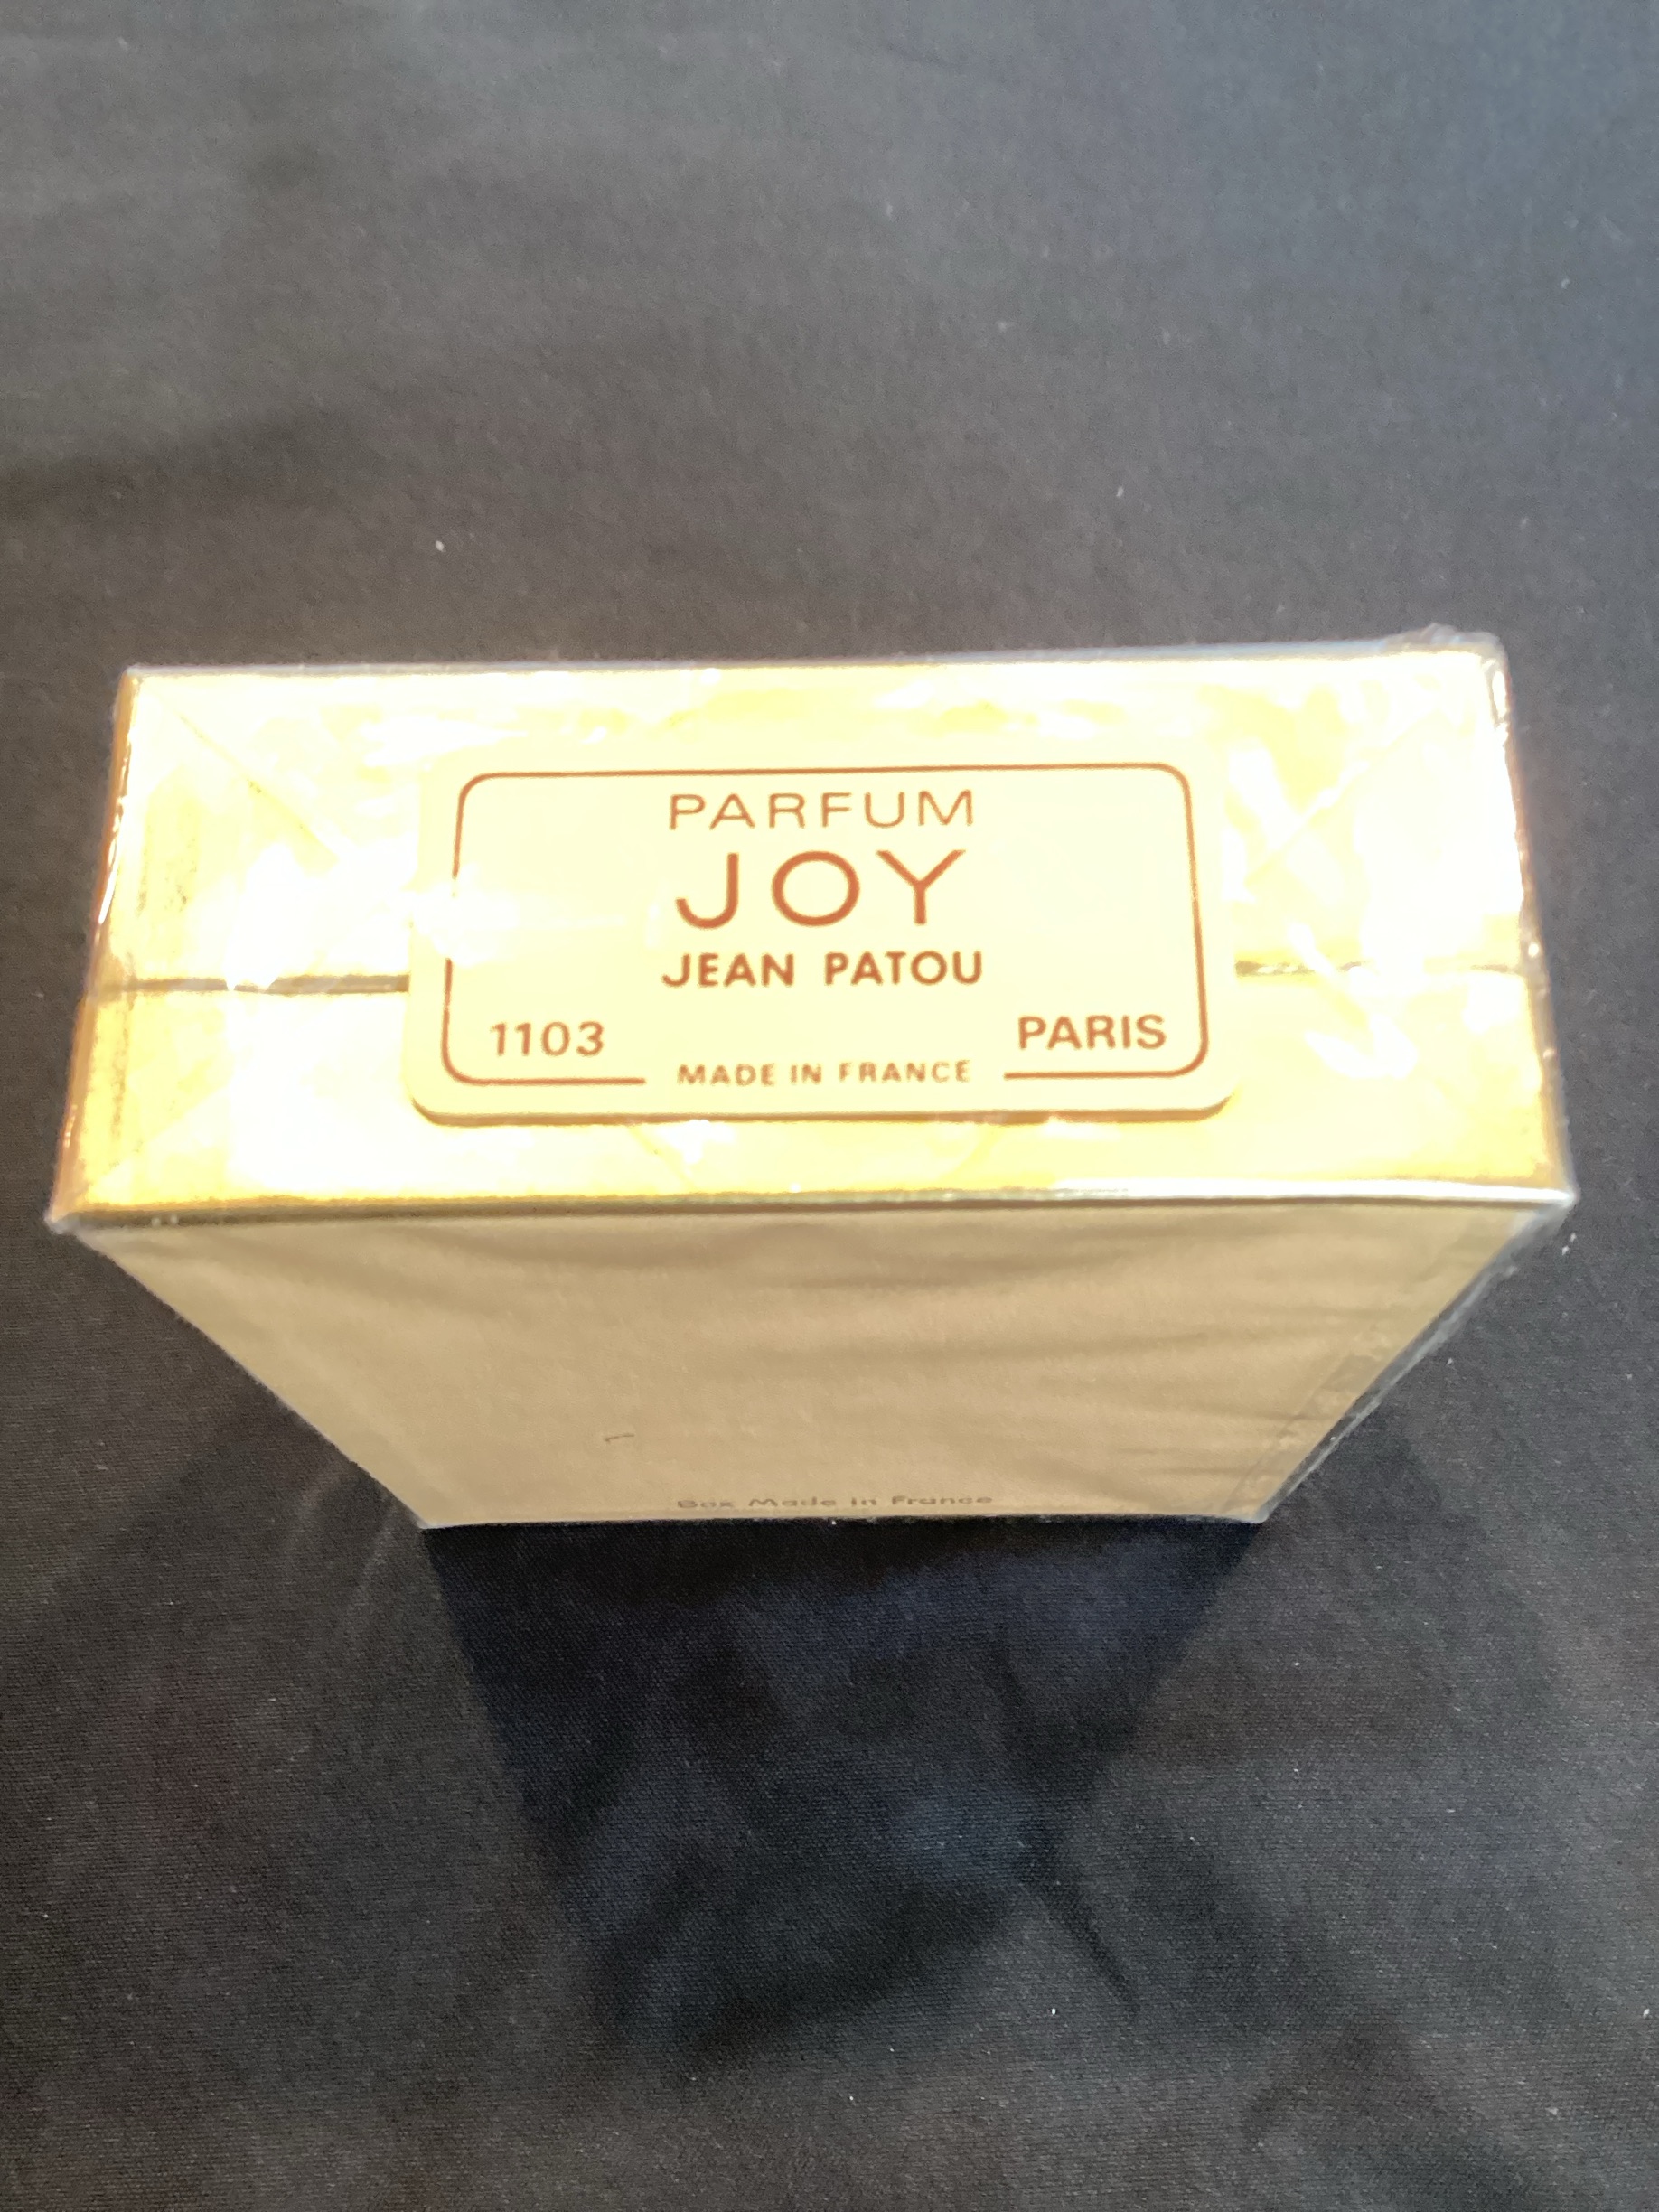 PARFUM
JOY
JEAN PATOU
1103 PARIS
MADE IN FRANCE
Box Made in France